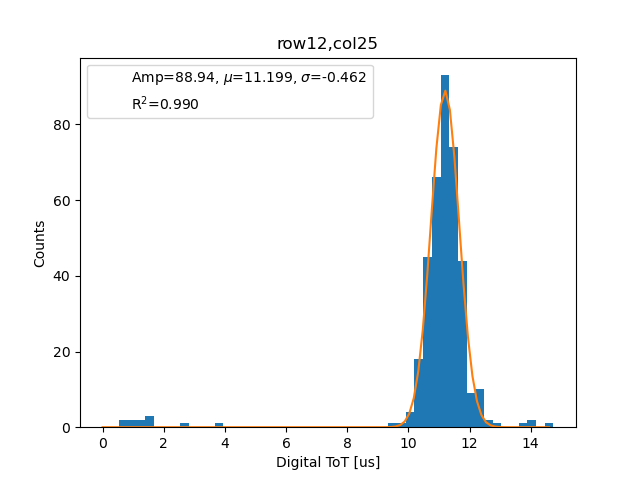 row12,col25
Amp=88.94, μ=11.199, σ=-0.462
R²=0.990
Counts
80
60
40
20
0
0 2 4 6 8 10 12 14
Digital ToT [us]